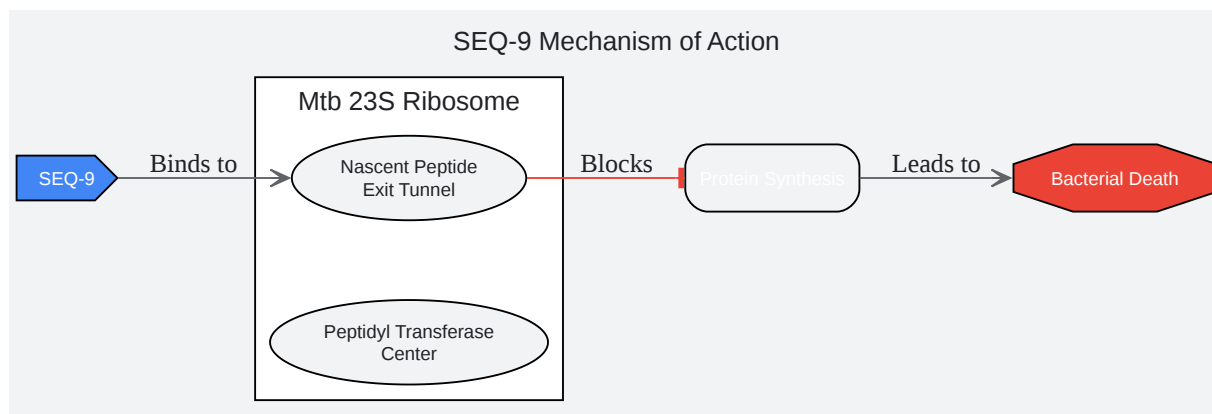 SEQ-9 Mechanism of Action
Mtb 23S Ribosome
SEQ-9
Binds to
Nascent Peptide
Exit Tunnel
Blocks
Protein Synthesis
Leads to
Bacterial Death
Peptidyl Transferase
Center